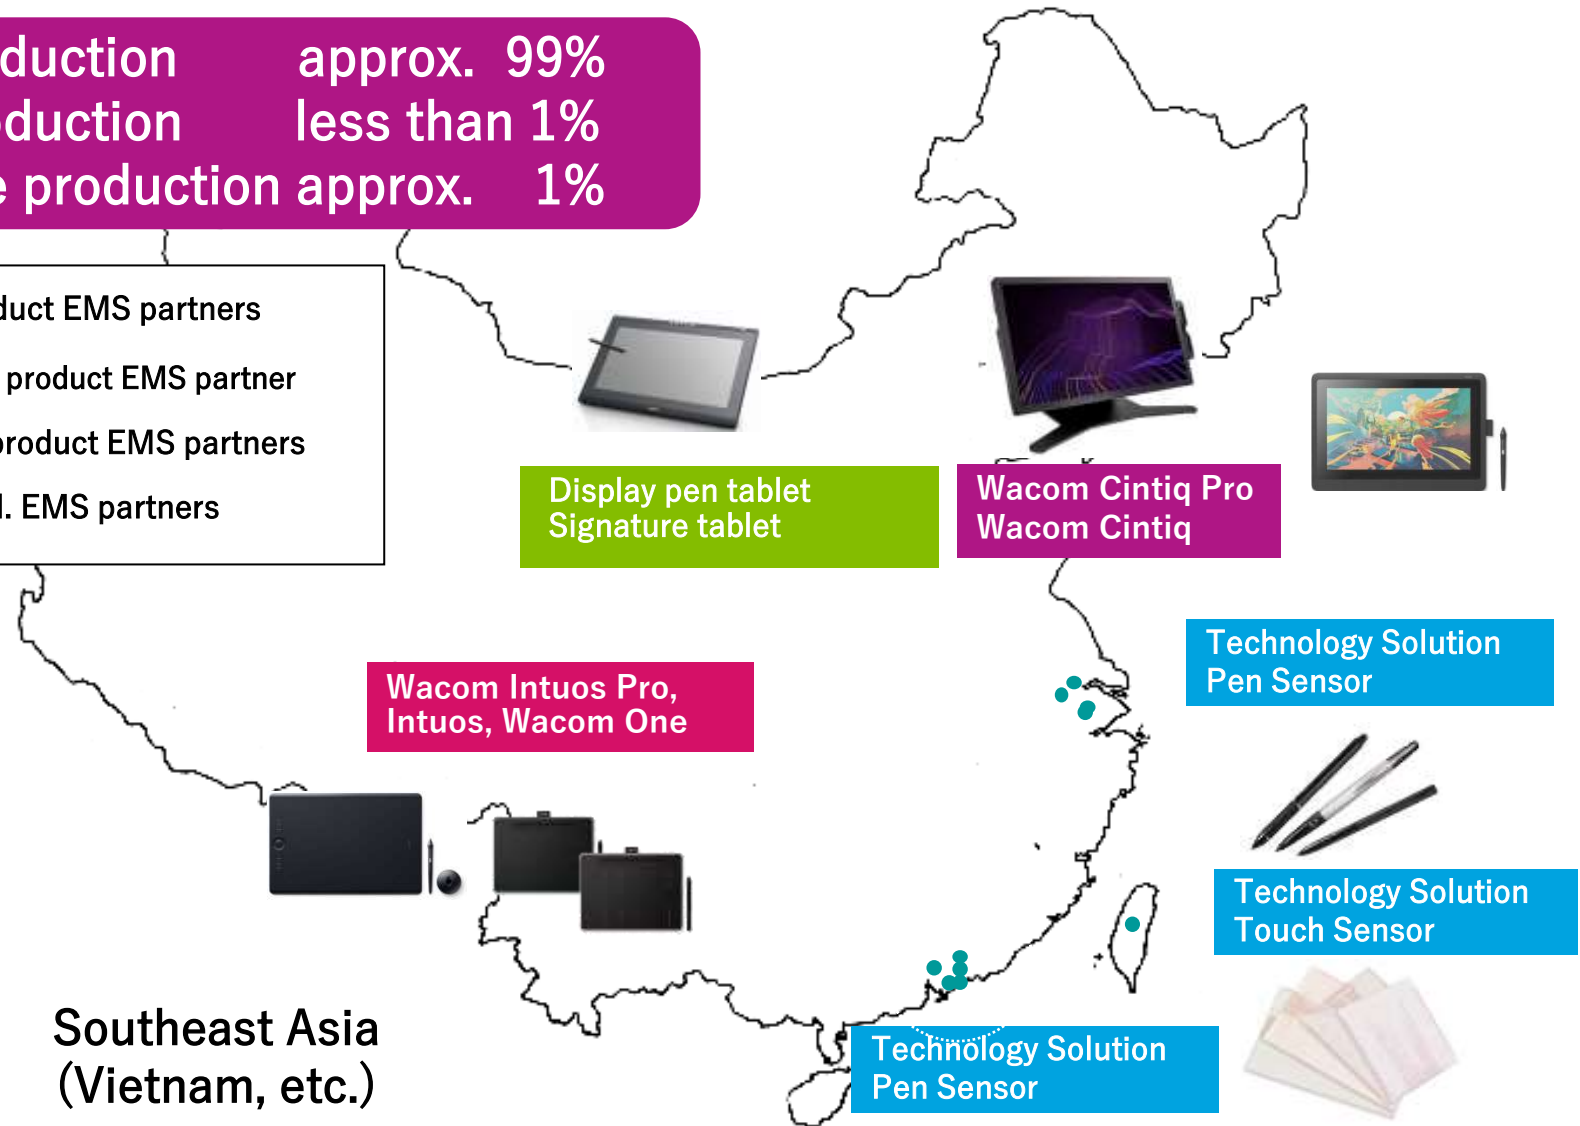 duction approx. 99%
oduction less than 1%
e production approx. 1%
duct EMS partners
product EMS partner
product EMS partners
l. EMS partners
Display pen tablet
Signature tablet
Wacom Cintiq Pro
Wacom Cintiq
Technology Solution
Pen Sensor
Wacom Intuos Pro,
Intuos, Wacom One
Technology Solution
Touch Sensor
Southeast Asia
(Vietnam, etc.)
Technology Solution
Pen Sensor